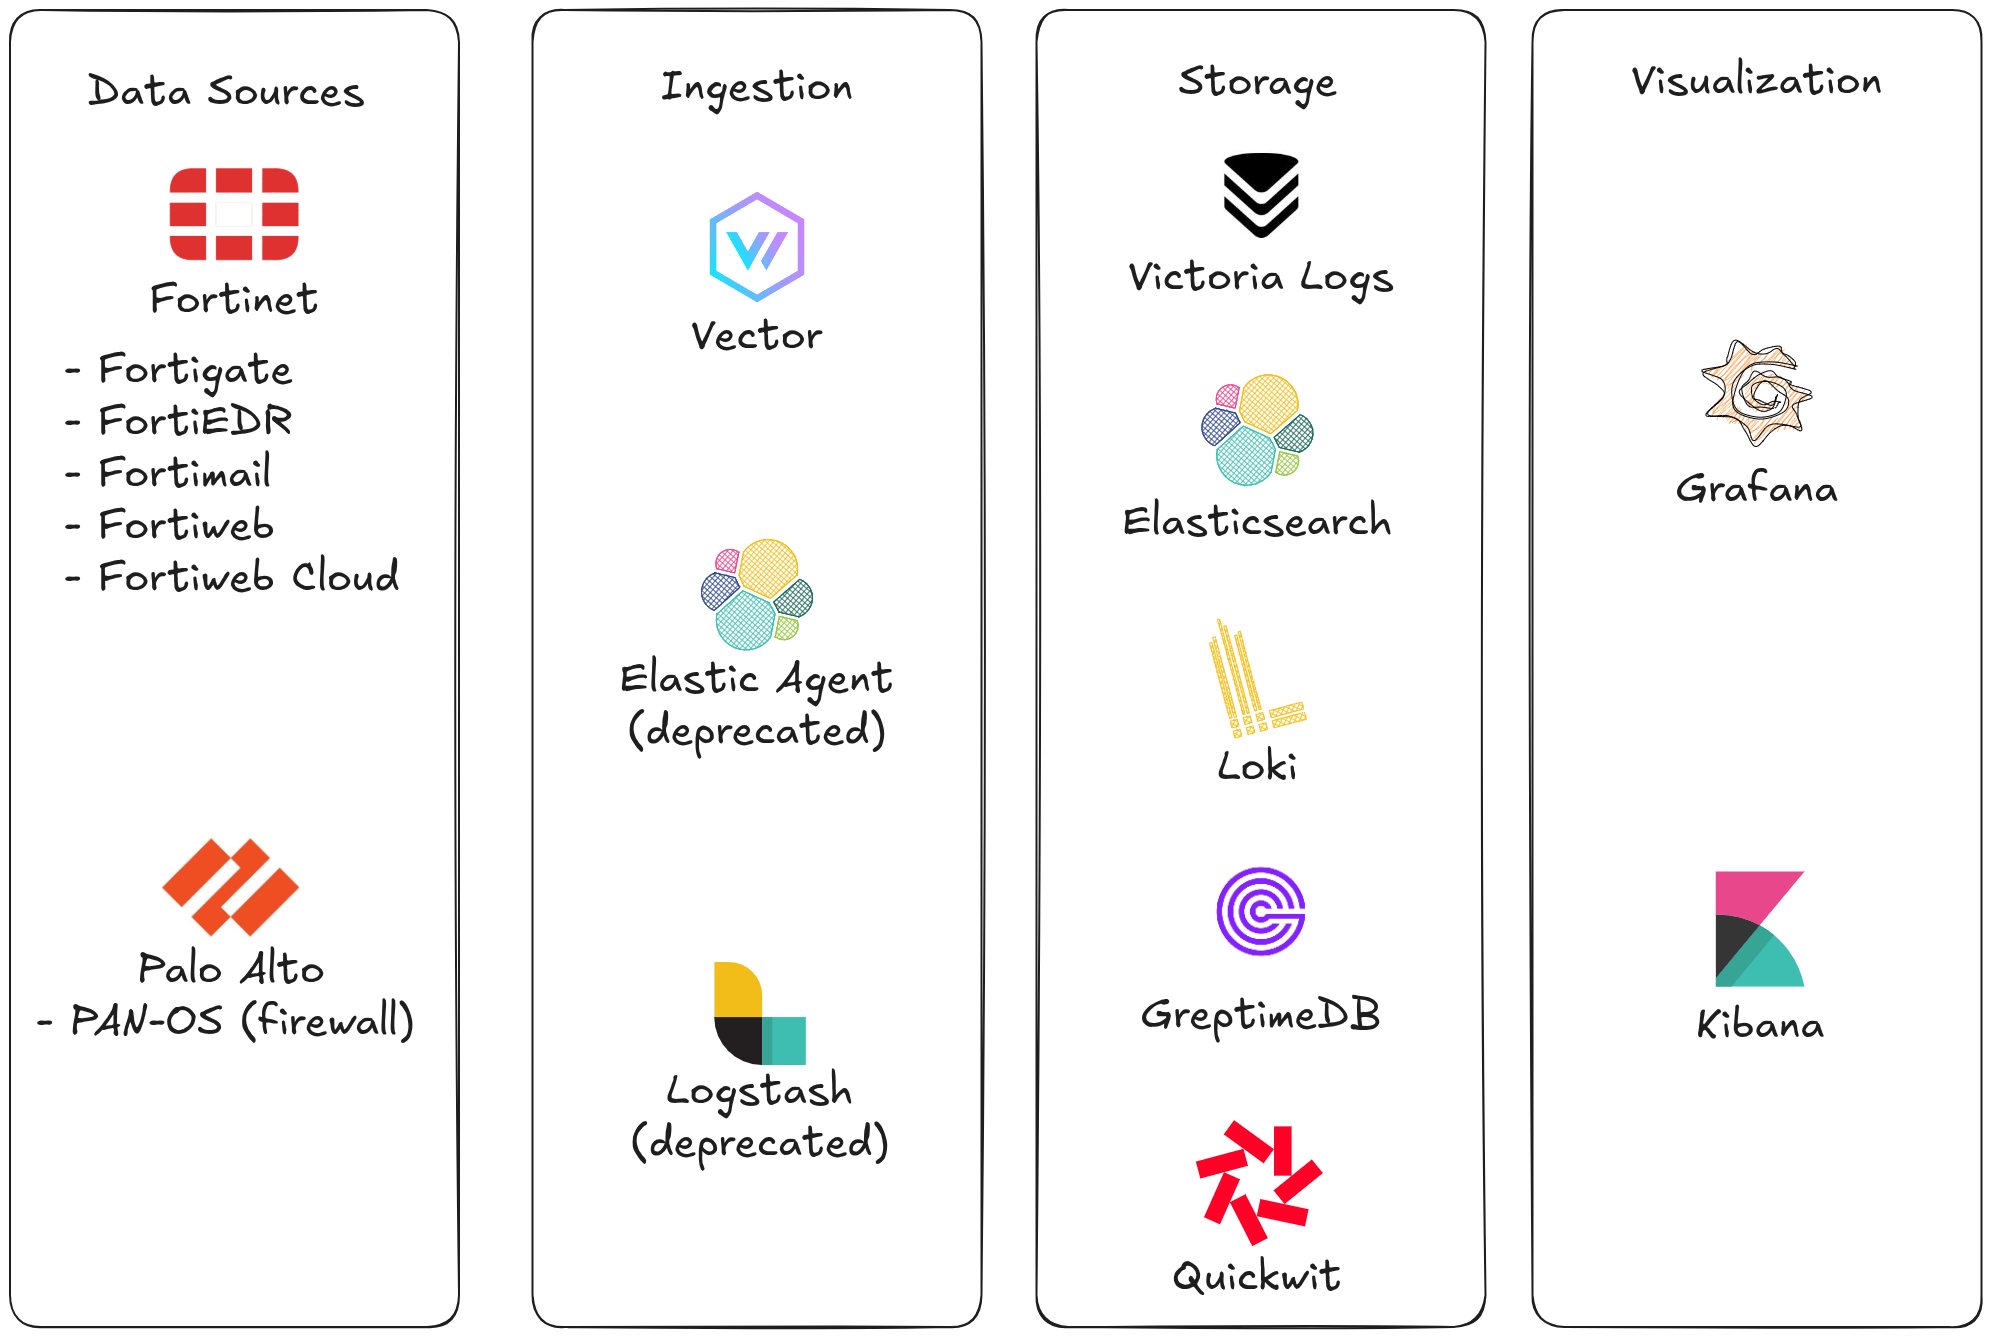 Data Sources
Fortinet
- Fortigate
- FortiEDR
- Fortimail
- Fortiweb
- Fortiweb Cloud
Palo Alto
- PAN-OS (firewall)
Ingestion
Vector
Elastic Agent
(deprecated)
Logstash
(deprecated)
Storage
Victoria Logs
Elasticsearch
Loki
GreptimeDB
Quickwit
Visualization
Grafana
Kibana